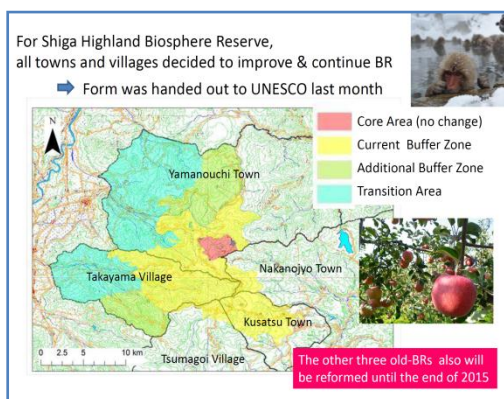 For Shiga Highland Biosphere Reserve,
all towns and villages decided to improve & continue BR
Form was handed out to UNESCO last month
Core Area (no change)
Current Buffer Zone
Additional Buffer Zone
Transition Area
N
Yamanouchi Town
Takayama Village
Nakanojyo Town
Kusatsu Town
Tsumagoi Village
0 2.5 5 10 km
The other three old-BRs also will
be reformed until the end of 2015